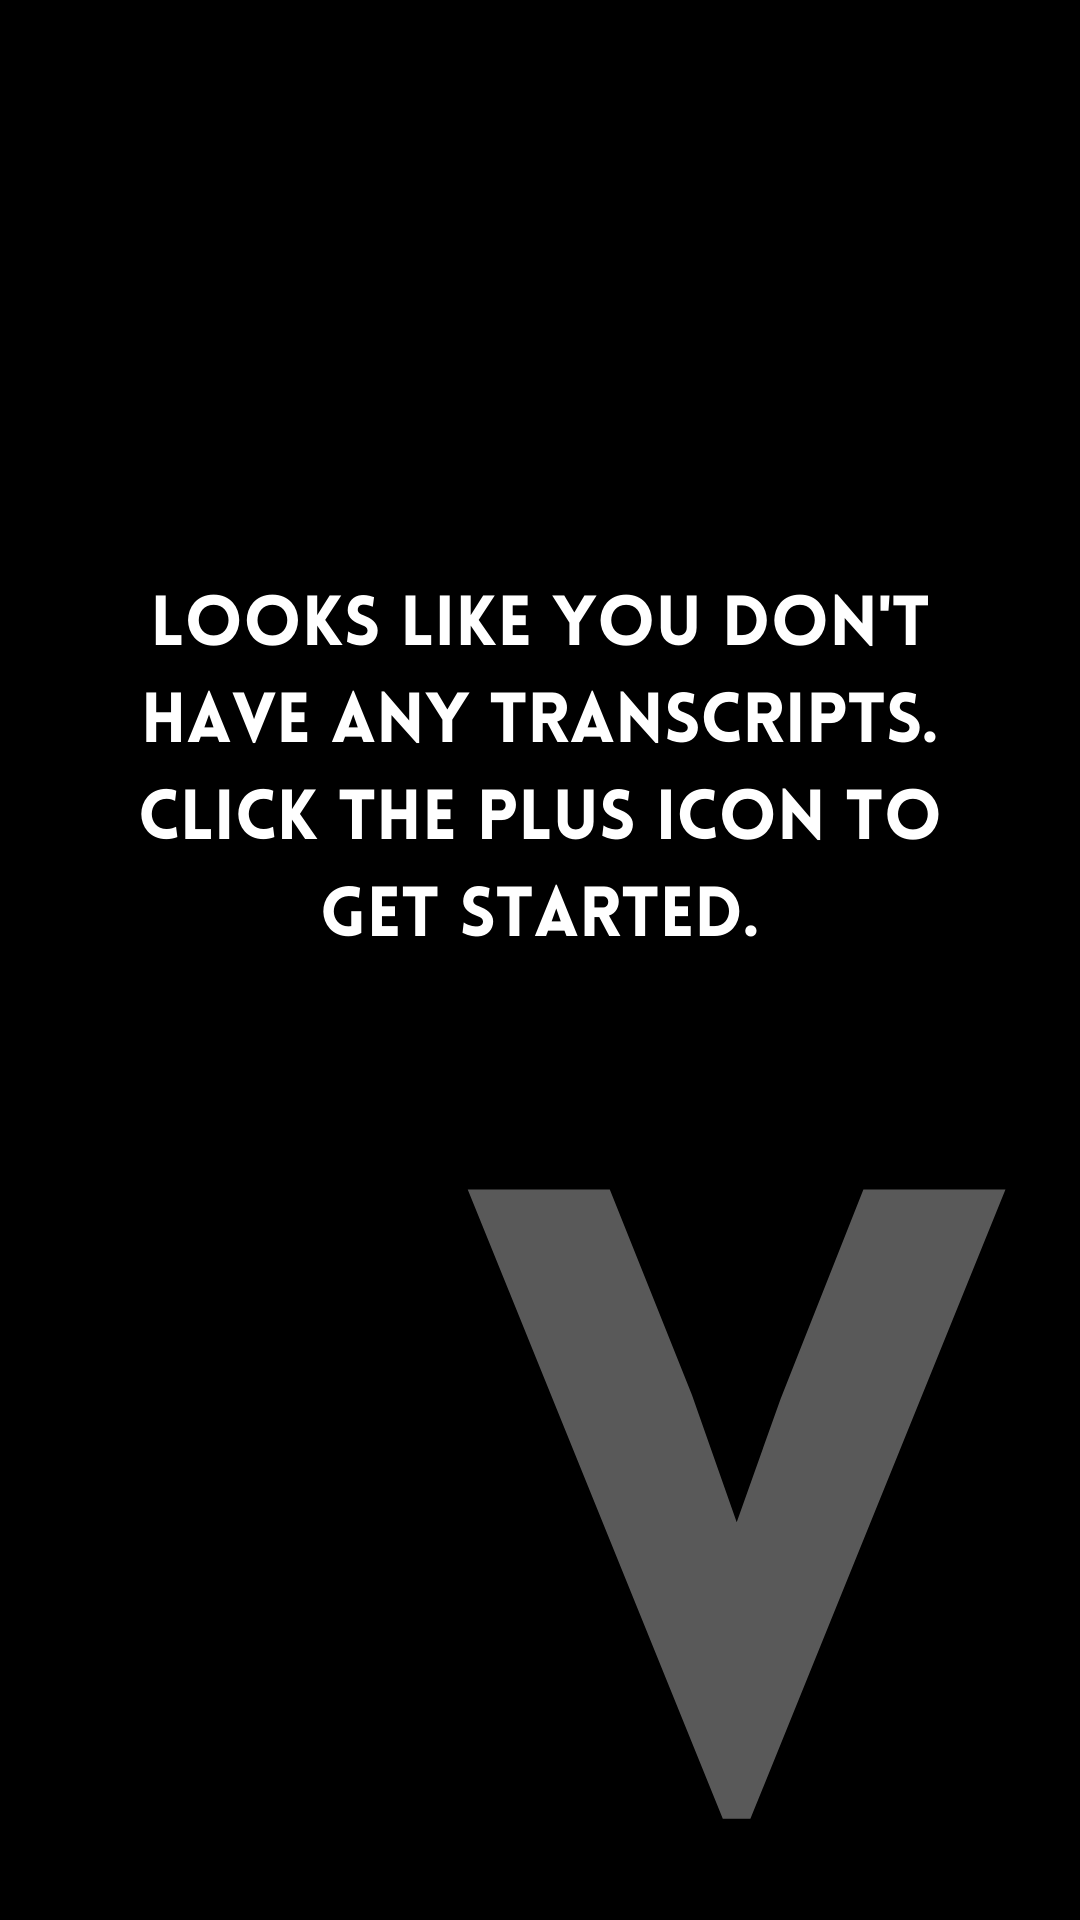 LOOKS LIKE YOU DON'T
HAVE ANY TRANSCRIPTS.
CLICK THE PLUS ICON TO
GET STARTED.
V